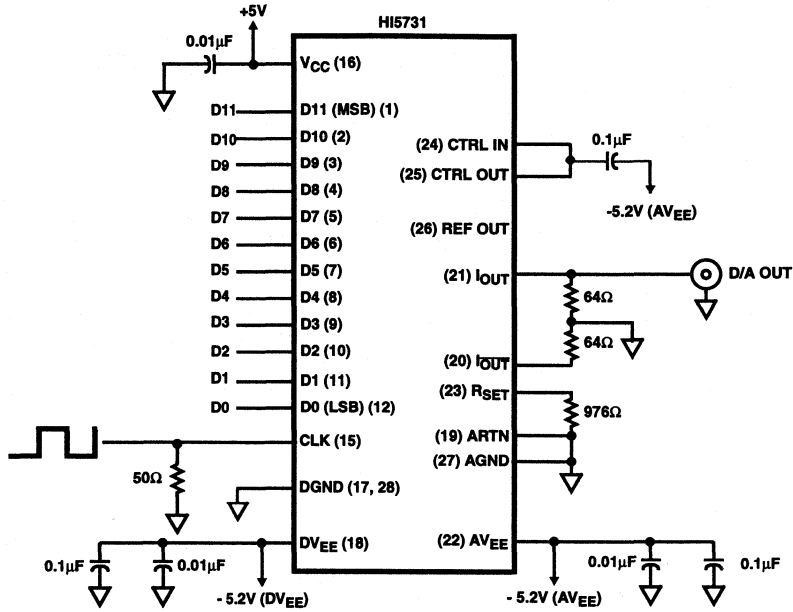 +5V
HI5731
0.01μF
VCC (16)
D11 D11 (MSB) (1)
D10 D10 (2)
D9 D9 (3)
D8 D8 (4)
D7 D7 (5)
D6 D6 (6)
D5 D5 (7)
D4 D4 (8)
D3 D3 (9)
D2 D2 (10)
D1 D1 (11)
D0 D0 (LSB) (12)
CLK (15)
50Ω
DGND (17, 28)
DVEE (18)
0.1μF
0.01μF
- 5.2V (DVEE)
(24) CTRL IN
0.1μF
(25) CTRL OUT
-5.2V (AVEE)
(26) REF OUT
(21) IOUT
D/A OUT
64Ω
64Ω
(20) I̅O̅U̅T̅
(23) RSET
976Ω
(19) ARTN
(27) AGND
(22) AVEE
0.01μF
0.1μF
- 5.2V (AVEE)